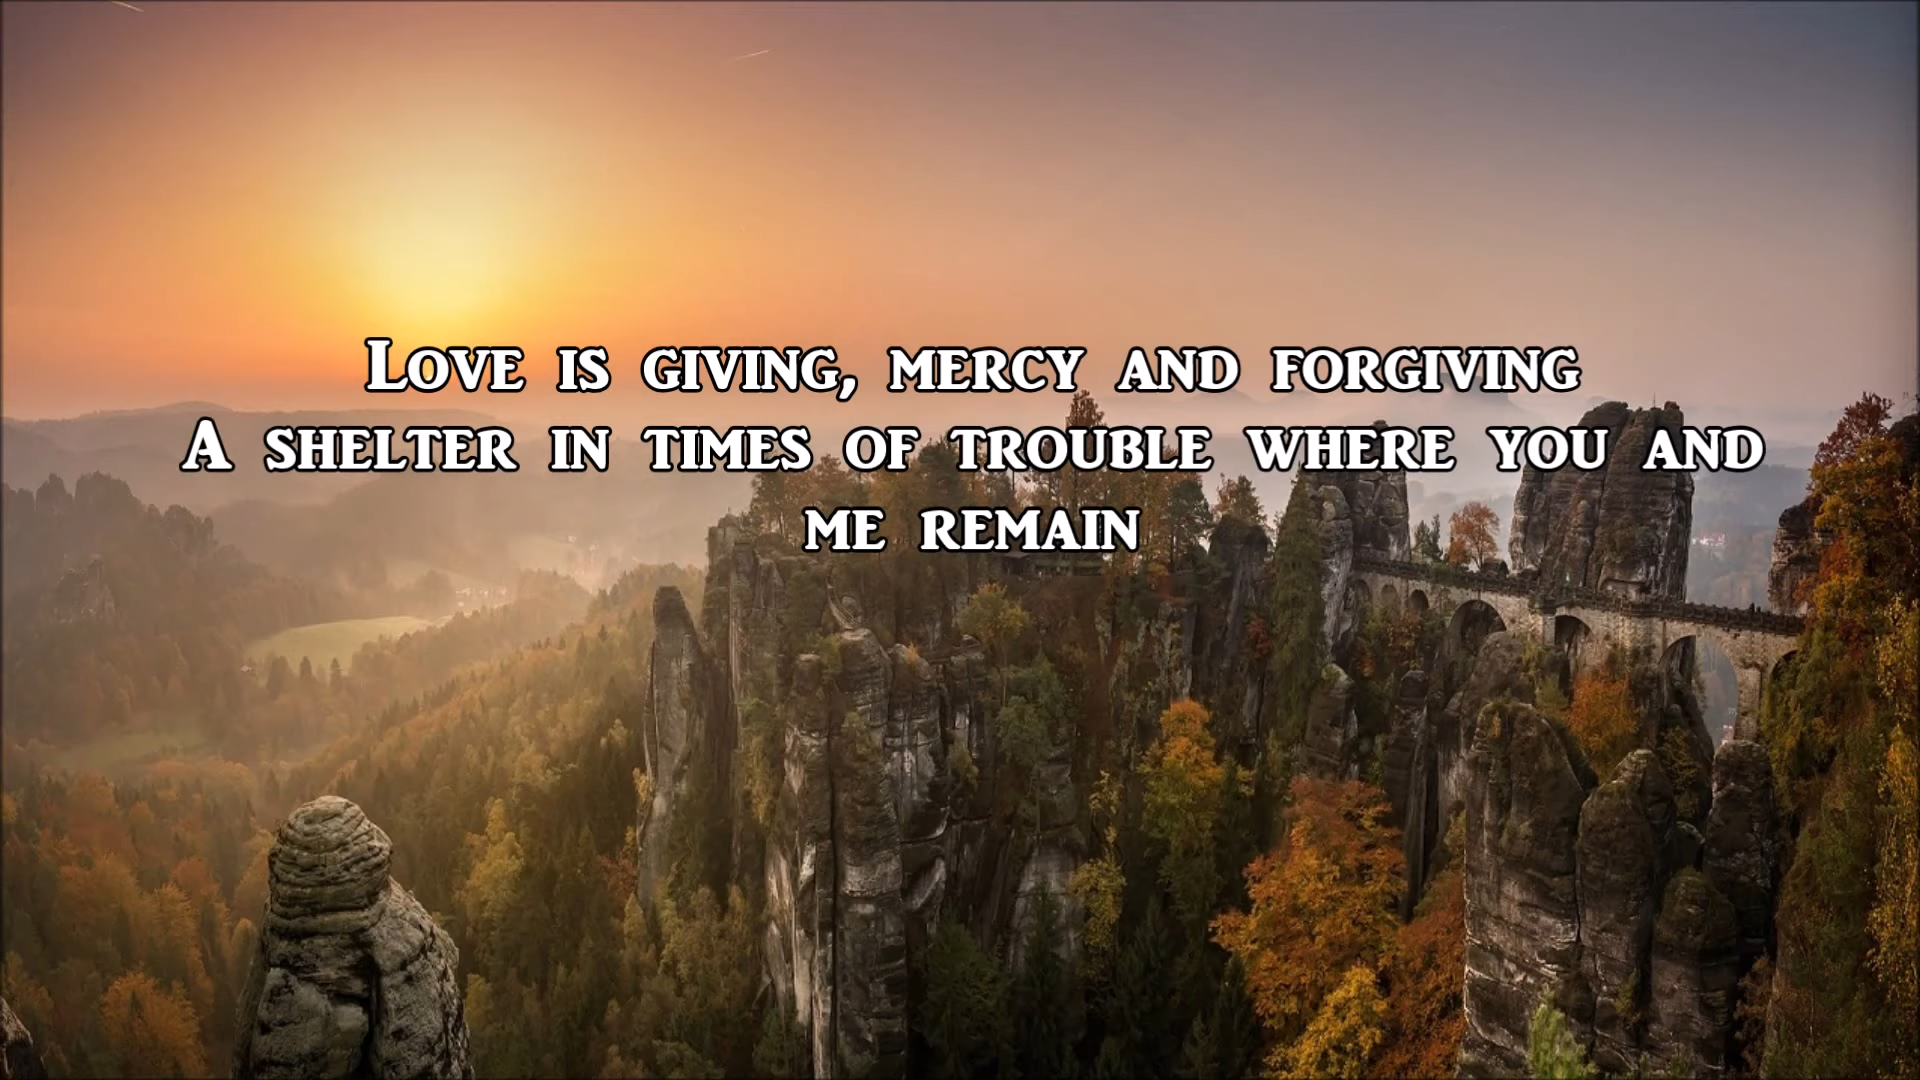 Love is giving, mercy and forgiving
A shelter in times of trouble where you and
me remain